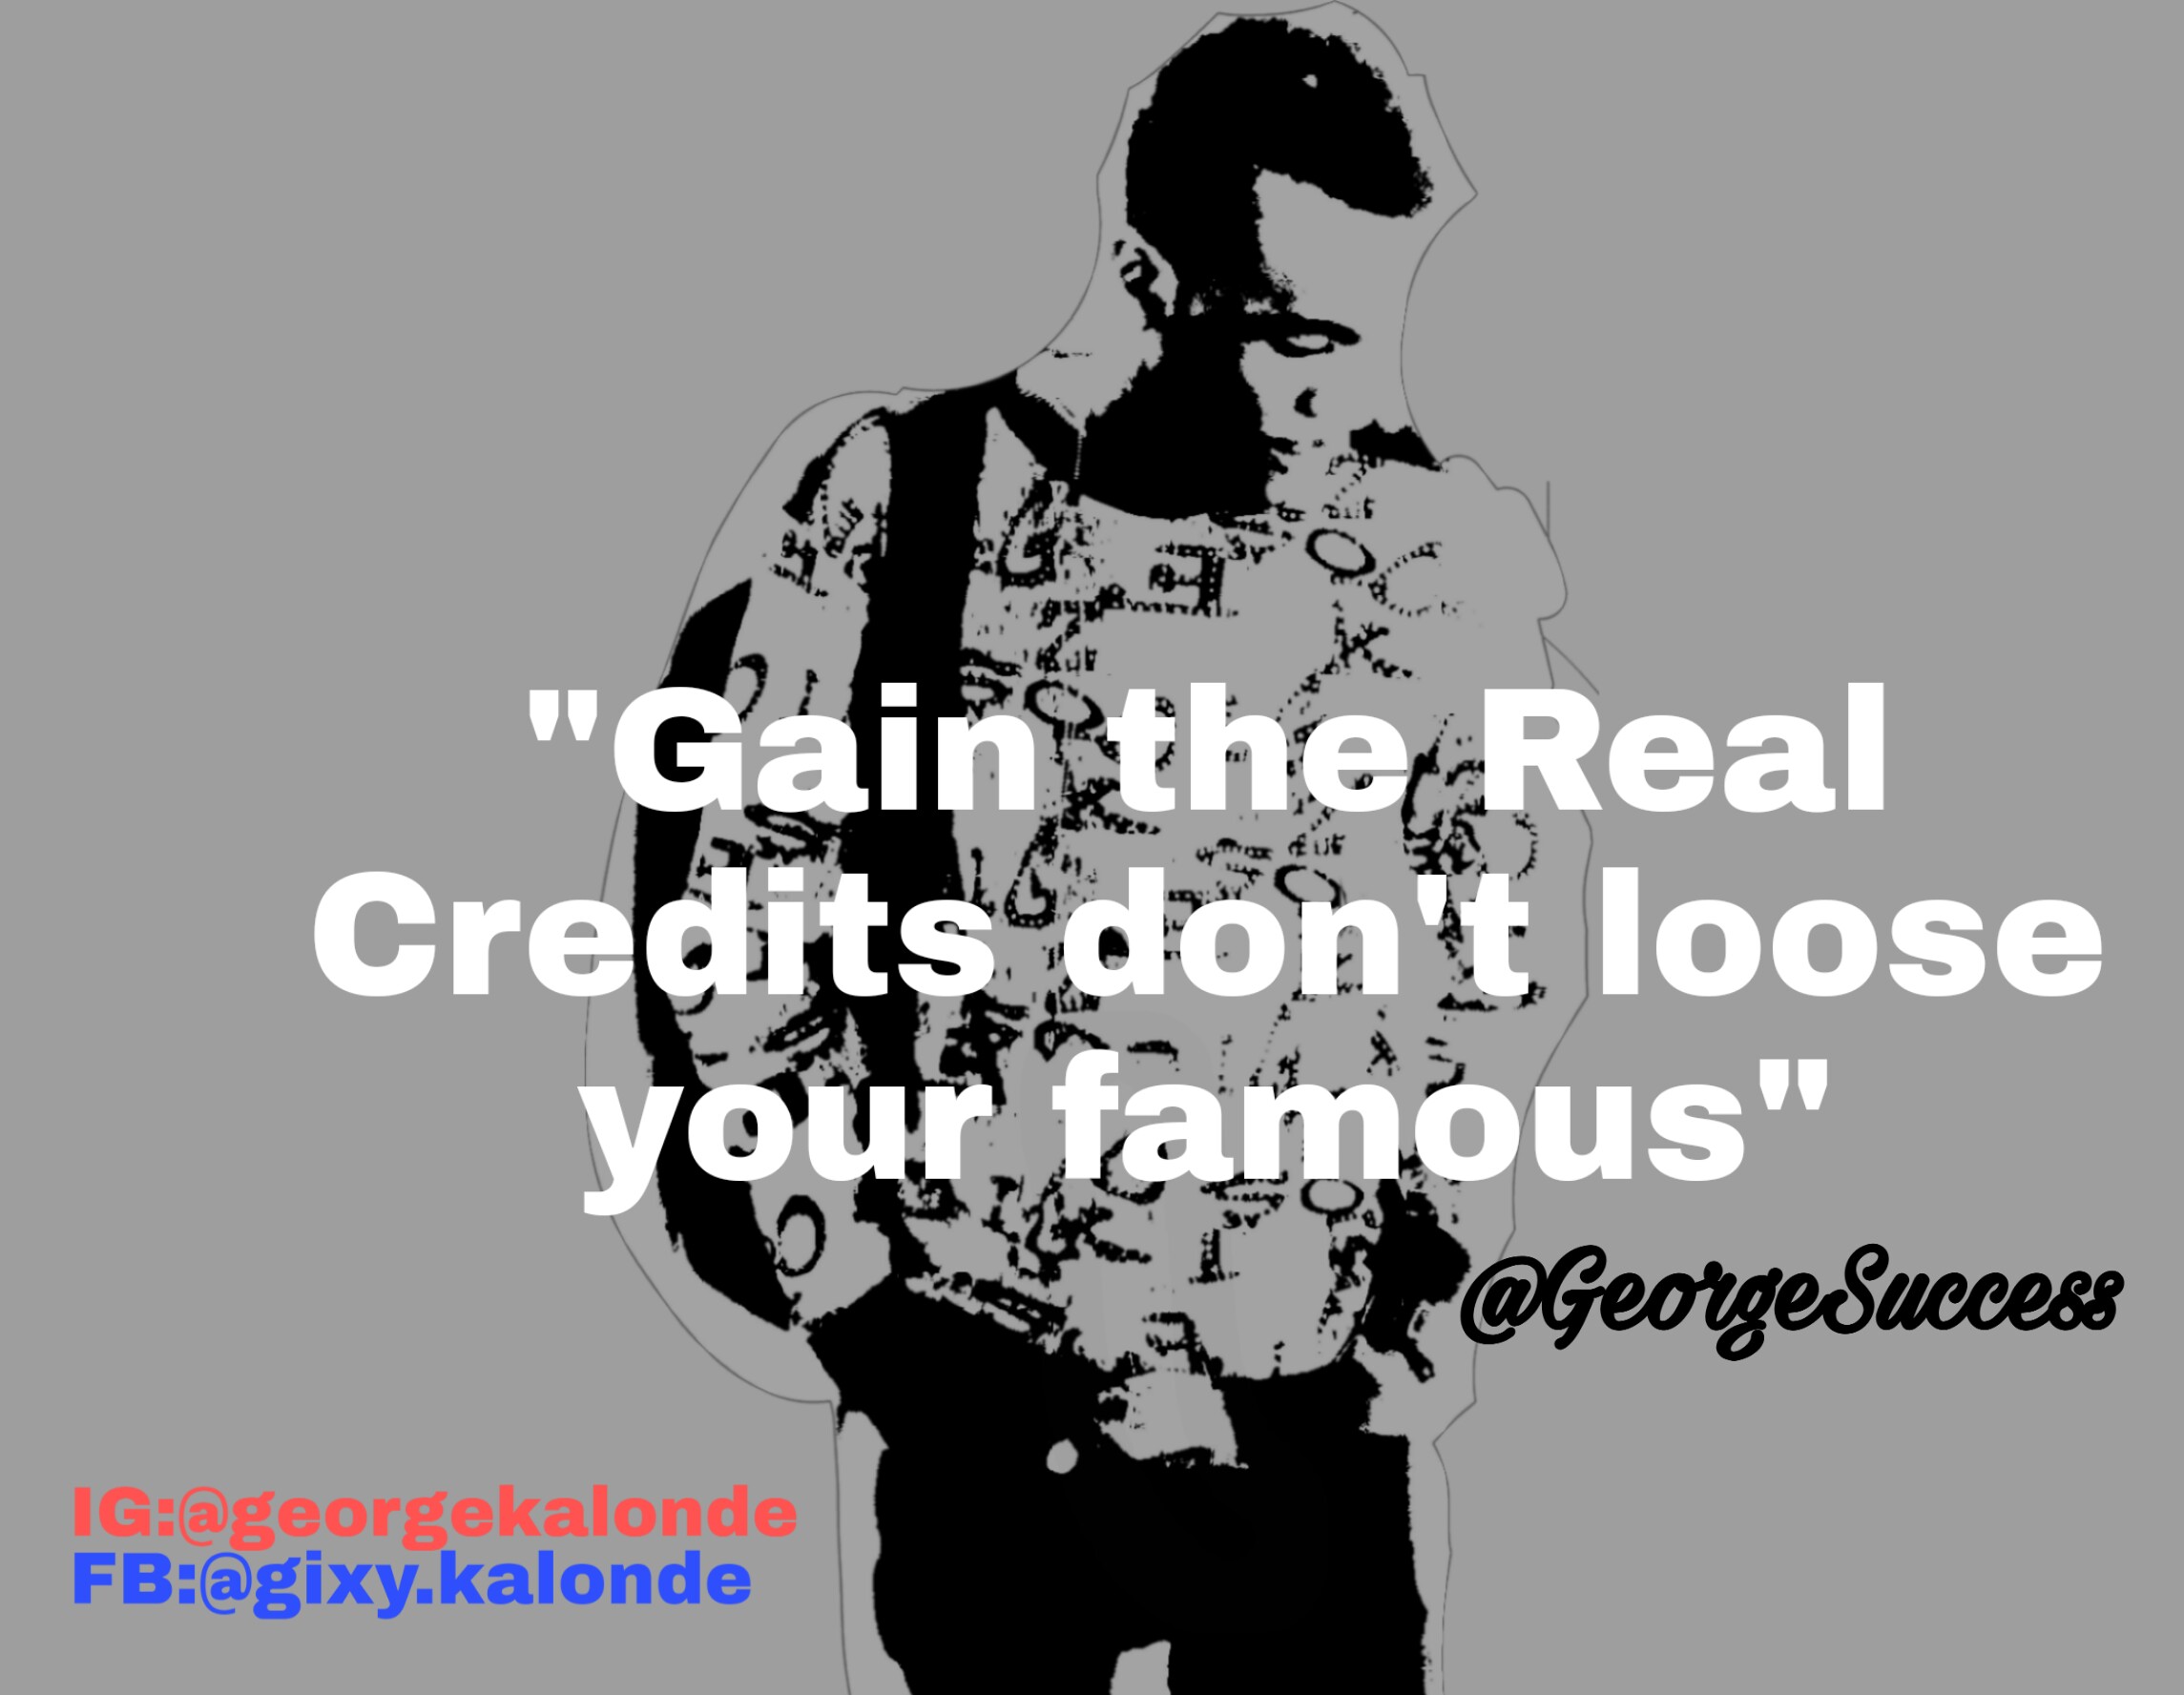 "Gain the Real
Credits don't loose
your famous"
@GeorgeSuccess
IG:@georgekalonde
FB:@gixy.kalonde